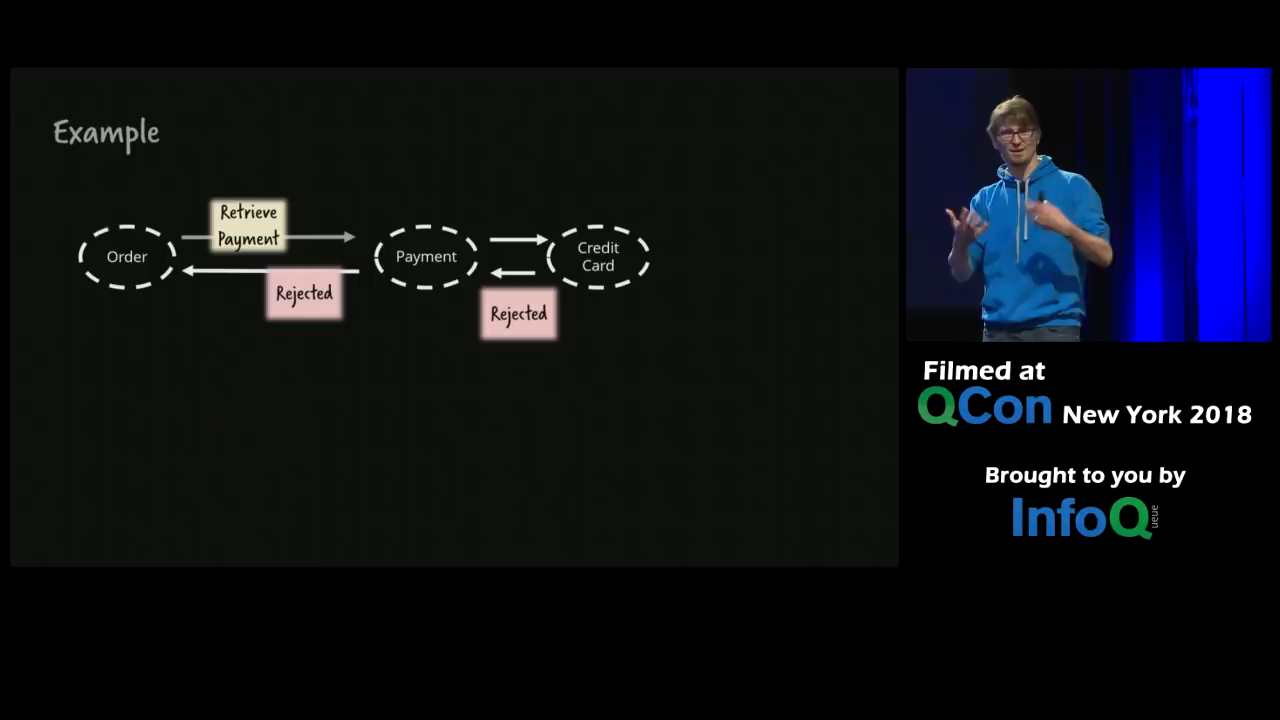 Example
Retrieve
Payment
Order
Payment
Credit
Card
Rejected
Rejected
Filmed at
QCon New York 2018
Brought to you by
InfoQ
ueue